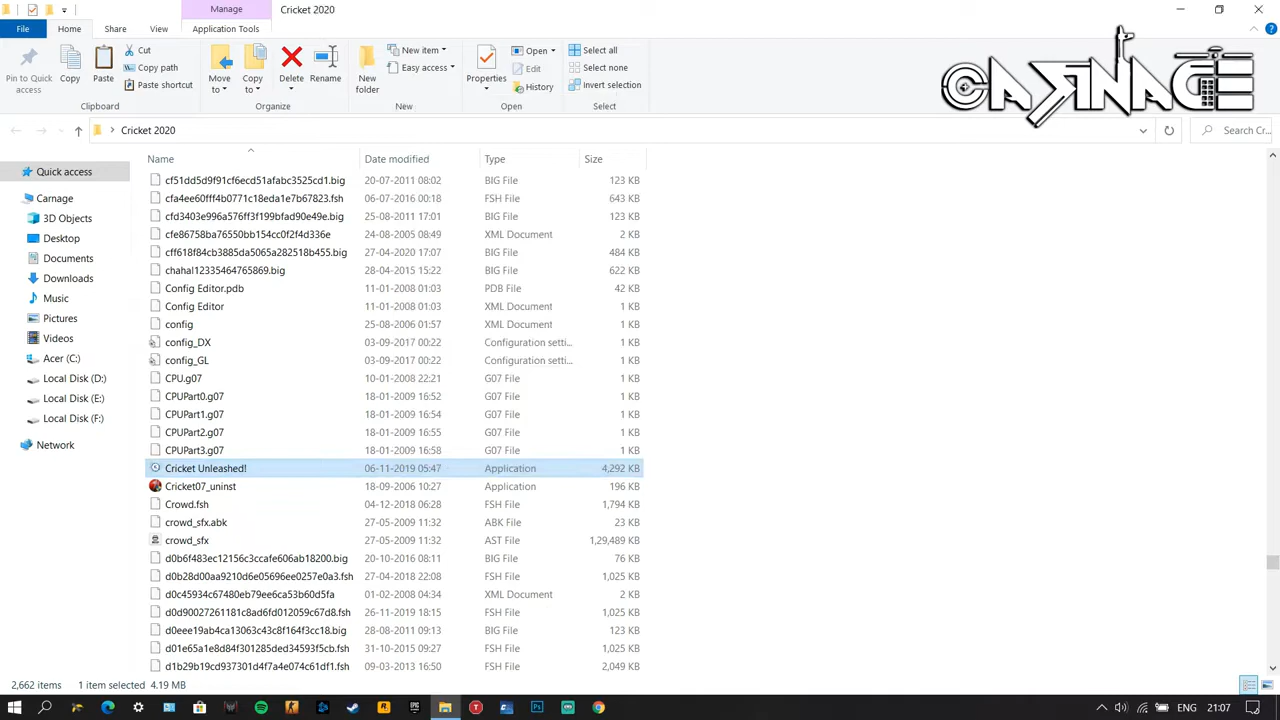 Manage
Cricket 2020
File
Home
Share
View
Application Tools
Pin to Quick access
Copy
Paste
Cut
Copy path
Paste shortcut
Clipboard
Move to
Copy to
Delete
Rename
Organize
New folder
New item
Easy access
New
Properties
Open
Edit
History
Open
Select all
Select none
Invert selection
Select
CARNAGE
Cricket 2020
Search Cr...
Name Date modified Type Size
Quick access
Carnage
3D Objects
Desktop
Documents
Downloads
Music
Pictures
Videos
Acer (C:)
Local Disk (D:)
Local Disk (E:)
Local Disk (F:)
Network
cf51dd5d9f91cf6ecd51afabc3525cd1.big 20-07-2011 08:02 BIG File 123 KB
cfa4ee60fff4b0771c18eda1e7b67823.fsh 06-07-2016 00:18 FSH File 643 KB
cfd3403e996a576ff3f199bfad90e49e.big 25-08-2011 17:01 BIG File 123 KB
cfe86758ba76550bb154cc0f2f4d336e 24-08-2005 08:49 XML Document 2 KB
cff618f84cb3885da5065a282518b455.big 27-04-2020 17:07 BIG File 484 KB
chahal12335464765869.big 28-04-2015 15:22 BIG File 622 KB
Config Editor.pdb 11-01-2008 01:03 PDB File 42 KB
Config Editor 11-01-2008 01:03 XML Document 1 KB
config 25-08-2006 01:57 XML Document 1 KB
config_DX 03-09-2017 00:22 Configuration setti... 1 KB
config_GL 03-09-2017 00:22 Configuration setti... 1 KB
CPU.g07 10-01-2008 22:21 G07 File 1 KB
CPUPart0.g07 18-01-2009 16:52 G07 File 1 KB
CPUPart1.g07 18-01-2009 16:54 G07 File 1 KB
CPUPart2.g07 18-01-2009 16:55 G07 File 1 KB
CPUPart3.g07 18-01-2009 16:58 G07 File 1 KB
Cricket Unleashed! 06-11-2019 05:47 Application 4,292 KB
Cricket07_uninst 18-09-2006 10:27 Application 196 KB
Crowd.fsh 04-12-2018 06:28 FSH File 1,794 KB
crowd_sfx.abk 27-05-2009 11:32 ABK File 23 KB
crowd_sfx 27-05-2009 11:32 AST File 1,29,489 KB
d0b6f483ec12156c3ccafe606ab18200.big 20-10-2016 08:11 BIG File 76 KB
d0b28d00aa9210d6e05696ee0257e0a3.fsh 27-04-2018 22:08 FSH File 1,025 KB
d0c45934c67480eb79ee6ca53b60d5fa 01-02-2008 04:34 XML Document 2 KB
d0d90027261181c8ad6fd012059c67d8.fsh 26-11-2019 18:15 FSH File 1,025 KB
d0eee19ab4ca13063c43c8f164f3cc18.big 28-08-2011 09:13 BIG File 123 KB
d01e65a1e8d84f301285ded34593f5cb.fsh 31-10-2015 09:27 FSH File 1,025 KB
d1b29b19cd937301d4f7a4e074c61df1.fsh 09-03-2013 16:50 FSH File 2,049 KB
2,662 items 1 item selected 4.19 MB
ENG 21:07